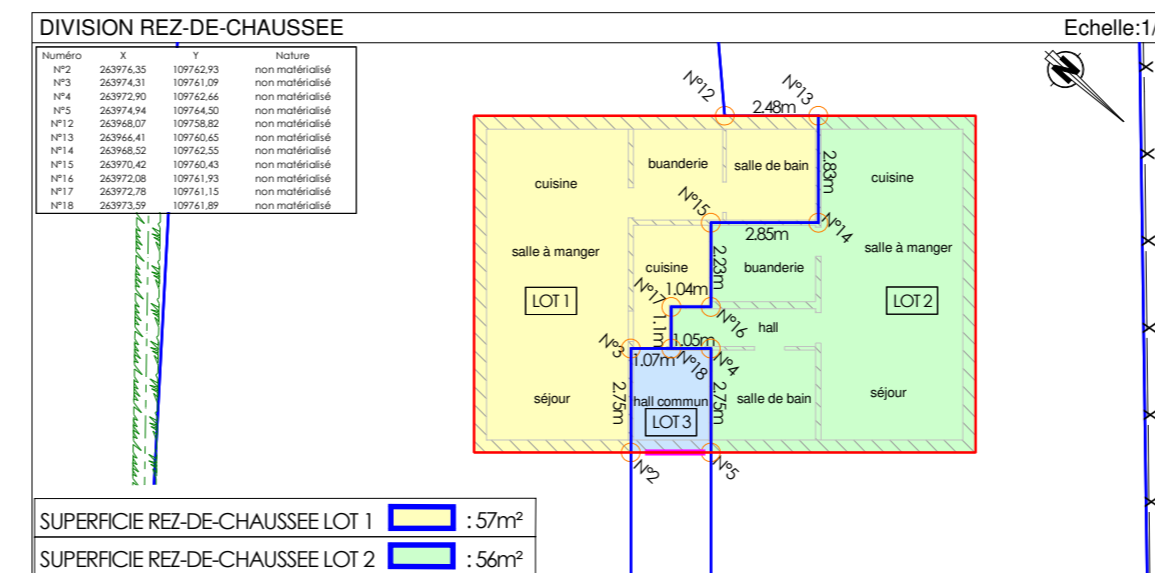 DIVISION REZ-DE-CHAUSSEE
Echelle:1/
Numéro X Y Nature
N°2 263976,35 109762,93 non matérialisé
N°3 263974,31 109761,09 non matérialisé
N°4 263972,90 109762,66 non matérialisé
N°5 263974,94 109764,50 non matérialisé
N°12 263968,07 109758,82 non matérialisé
N°13 263966,41 109760,65 non matérialisé
N°14 263968,52 109762,55 non matérialisé
N°15 263970,42 109760,43 non matérialisé
N°16 263972,08 109761,93 non matérialisé
N°17 263972,78 109761,15 non matérialisé
N°18 263973,59 109761,89 non matérialisé
N
N°12
N°13
2.48m
buanderie
salle de bain
2.83m
cuisine
cuisine
N°15
N°14
2.85m
salle à manger
salle à manger
cuisine
2.23m
buanderie
N°17
1.04m
LOT 1
LOT 2
N°16
1.1m
hall
N°3
1.05m
1.07m
N°18
N°4
2.75m
hall commun
2.75m
salle de bain
séjour
séjour
LOT 3
N°2
N°5
SUPERFICIE REZ-DE-CHAUSSEE LOT 1 : 57m²
SUPERFICIE REZ-DE-CHAUSSEE LOT 2 : 56m²